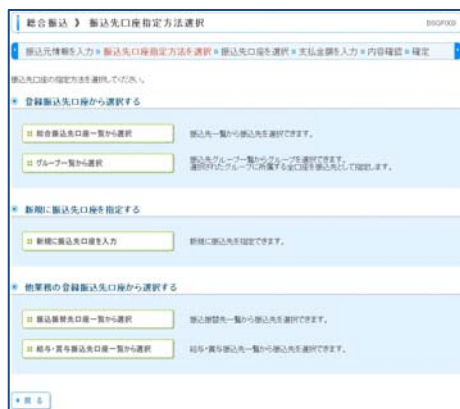 総合振込 》 振込先口座指定方法選択
振込元情報を入力 » 振込先口座指定方法を選択 » 振込先口座を選択 » 支払金額を入力 » 内容確認 » 確定
振込先口座の指定方法を選択してください。
登録振込先口座から選択する
総合振込先口座一覧から選択
振込先一覧から振込先を選択できます。
グループ一覧から選択
振込先グループ一覧からグループを選択できます。
選択されたグループに所属する全口座を振込先として指定します。
新規に振込先口座を指定する
新規に振込先口座を入力
新規に振込先を指定できます。
他業務の登録振込先口座から選択する
振込振替先口座一覧から選択
振込振替先一覧から振込先を選択できます。
給与・賞与振込先口座一覧から選択
給与・賞与振込先一覧から振込先を選択できます。
戻る